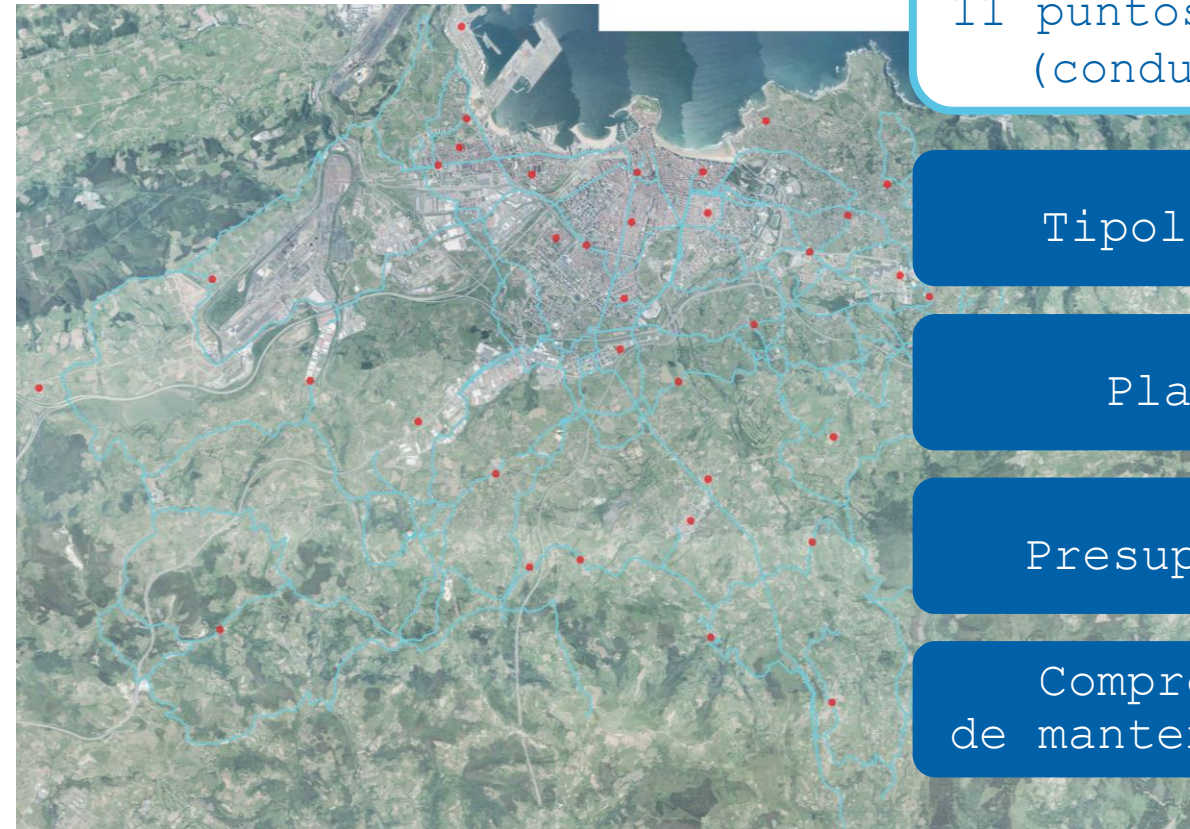 11 puntos
(condu
Tipol
Pla
Presup
Compr
de mante